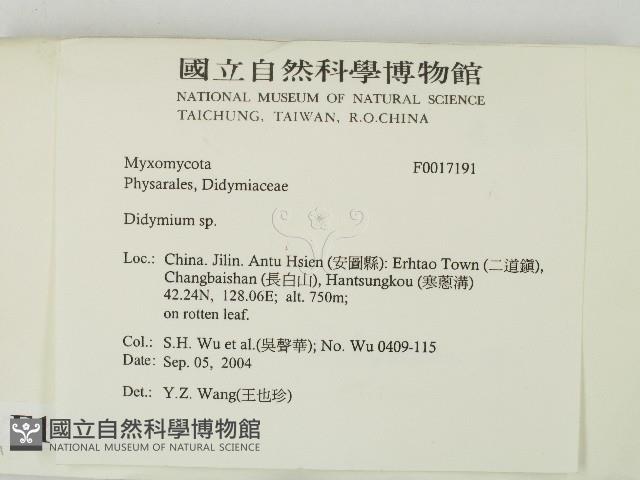 國立自然科學博物館
NATIONAL MUSEUM OF NATURAL SCIENCE
TAICHUNG, TAIWAN, R.O.CHINA
Myxomycota F0017191
Physarales, Didymiaceae
Didymium sp.
Loc.: China. Jilin. Antu Hsien (安圖縣): Erhtao Town (二道鎮),
Changbaishan (長白山), Hantsungkou (寒蔥溝)
42.24N, 128.06E; alt. 750m;
on rotten leaf.
Col.: S.H. Wu et al.(吳聲華); No. Wu 0409-115
Date: Sep. 05, 2004
Det.: Y.Z. Wang(王也珍)
國立自然科學博物館
NATIONAL MUSEUM OF NATURAL SCIENCE